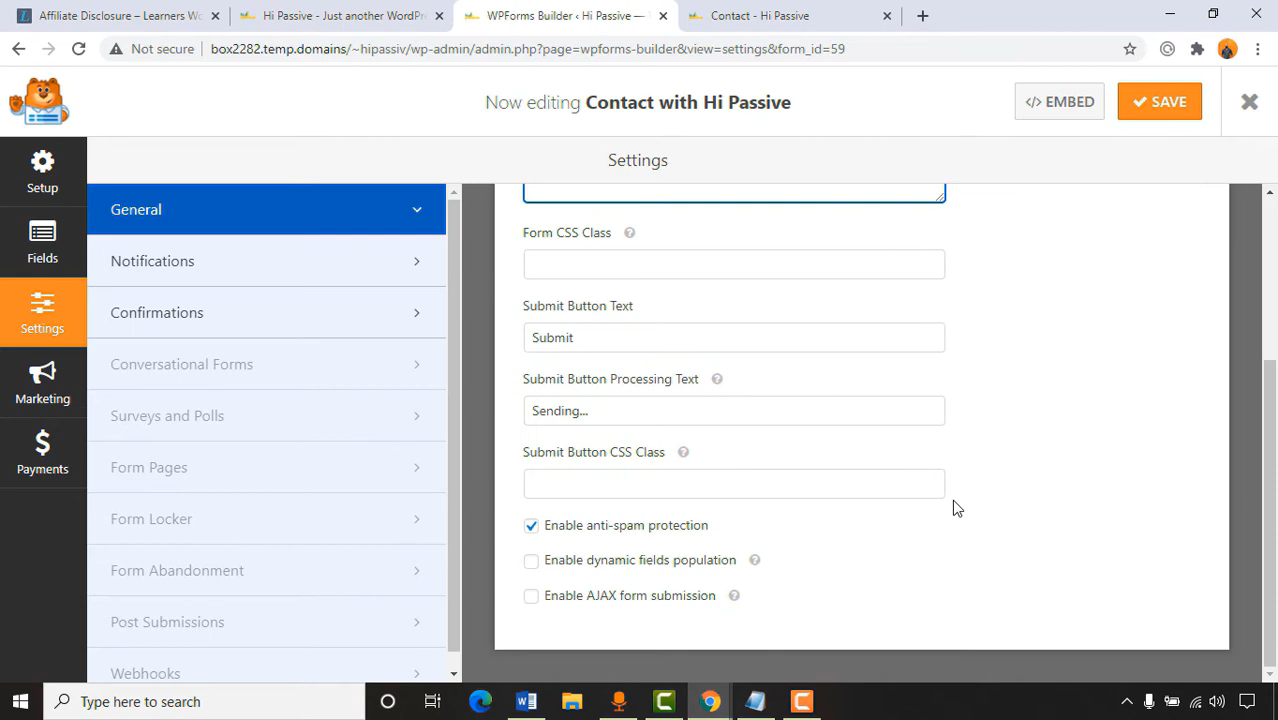 Affiliate Disclosure – Learners Wo
Hi Passive - Just another WordPr
WPForms Builder ‹ Hi Passive —
Contact - Hi Passive
Not secure
box2282.temp.domains/~hipassiv/wp-admin/admin.php?page=wpforms-builder&view=settings&form_id=59
Now editing Contact with Hi Passive
</> EMBED
SAVE
Settings
Setup
Fields
Settings
Marketing
Payments
General
Notifications
Confirmations
Conversational Forms
Surveys and Polls
Form Pages
Form Locker
Form Abandonment
Post Submissions
Webhooks
Form CSS Class
Submit Button Text
Submit
Submit Button Processing Text
Sending...
Submit Button CSS Class
Enable anti-spam protection
Enable dynamic fields population
Enable AJAX form submission
Type here to search